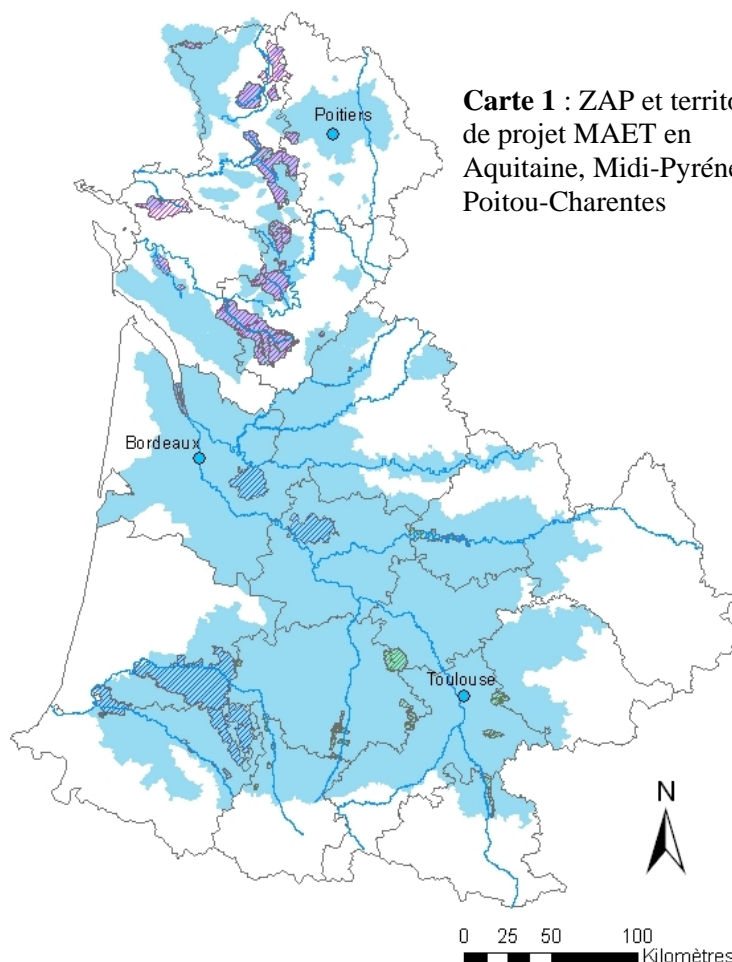 Carte 1 : ZAP et territo
de projet MAET en
Aquitaine, Midi-Pyréné
Poitou-Charentes
Poitiers
Bordeaux
Toulouse
N
0 25 50 100
Kilomètres